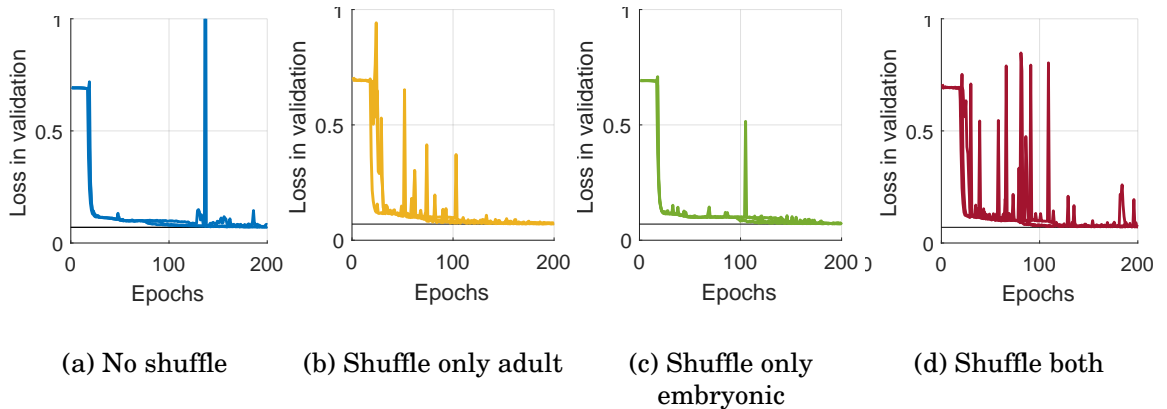 1
0.5
0
Loss in validation
0
100
200
Epochs
(a) No shuffle
1
0.5
0
Loss in validation
0
100
200
Epochs
(b) Shuffle only adult
1
0.5
0
Loss in validation
0
100
200
Epochs
(c) Shuffle only
embryonic
1
0.5
0
Loss in validation
0
0
100
200
Epochs
(d) Shuffle both